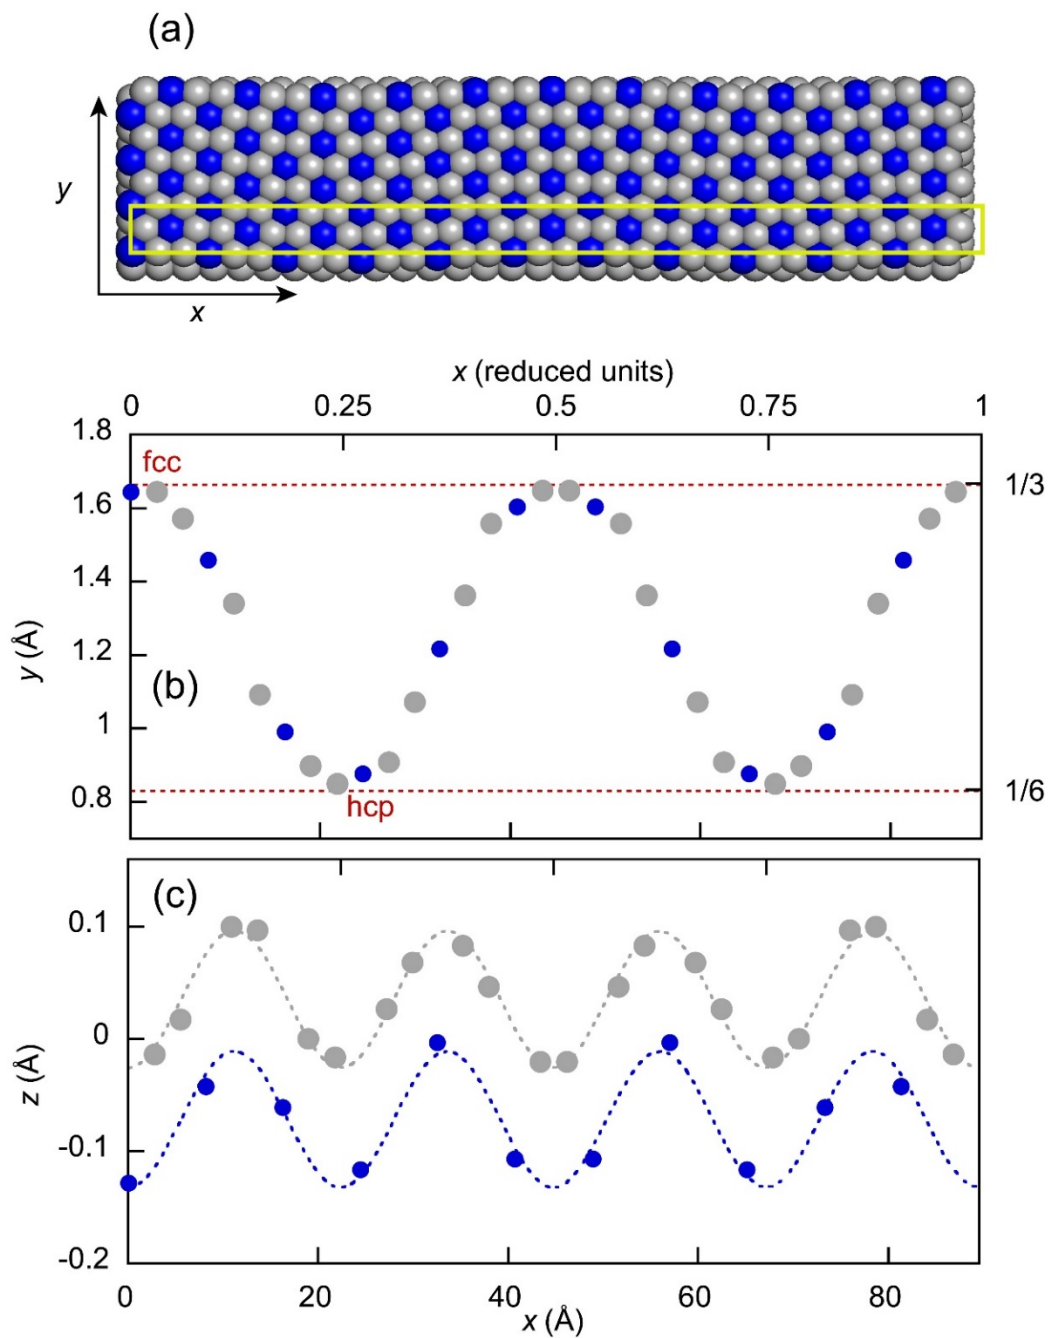 (a)
y
x
x (reduced units)
0 0.25 0.5 0.75 1
1.8
fcc
1/3
1.6
1.4
y (Å)
1.2
(b)
1
0.8
hcp
1/6
(c)
0.1
0
z (Å)
-0.1
-0.2
0 20 40 60 80
x (Å)